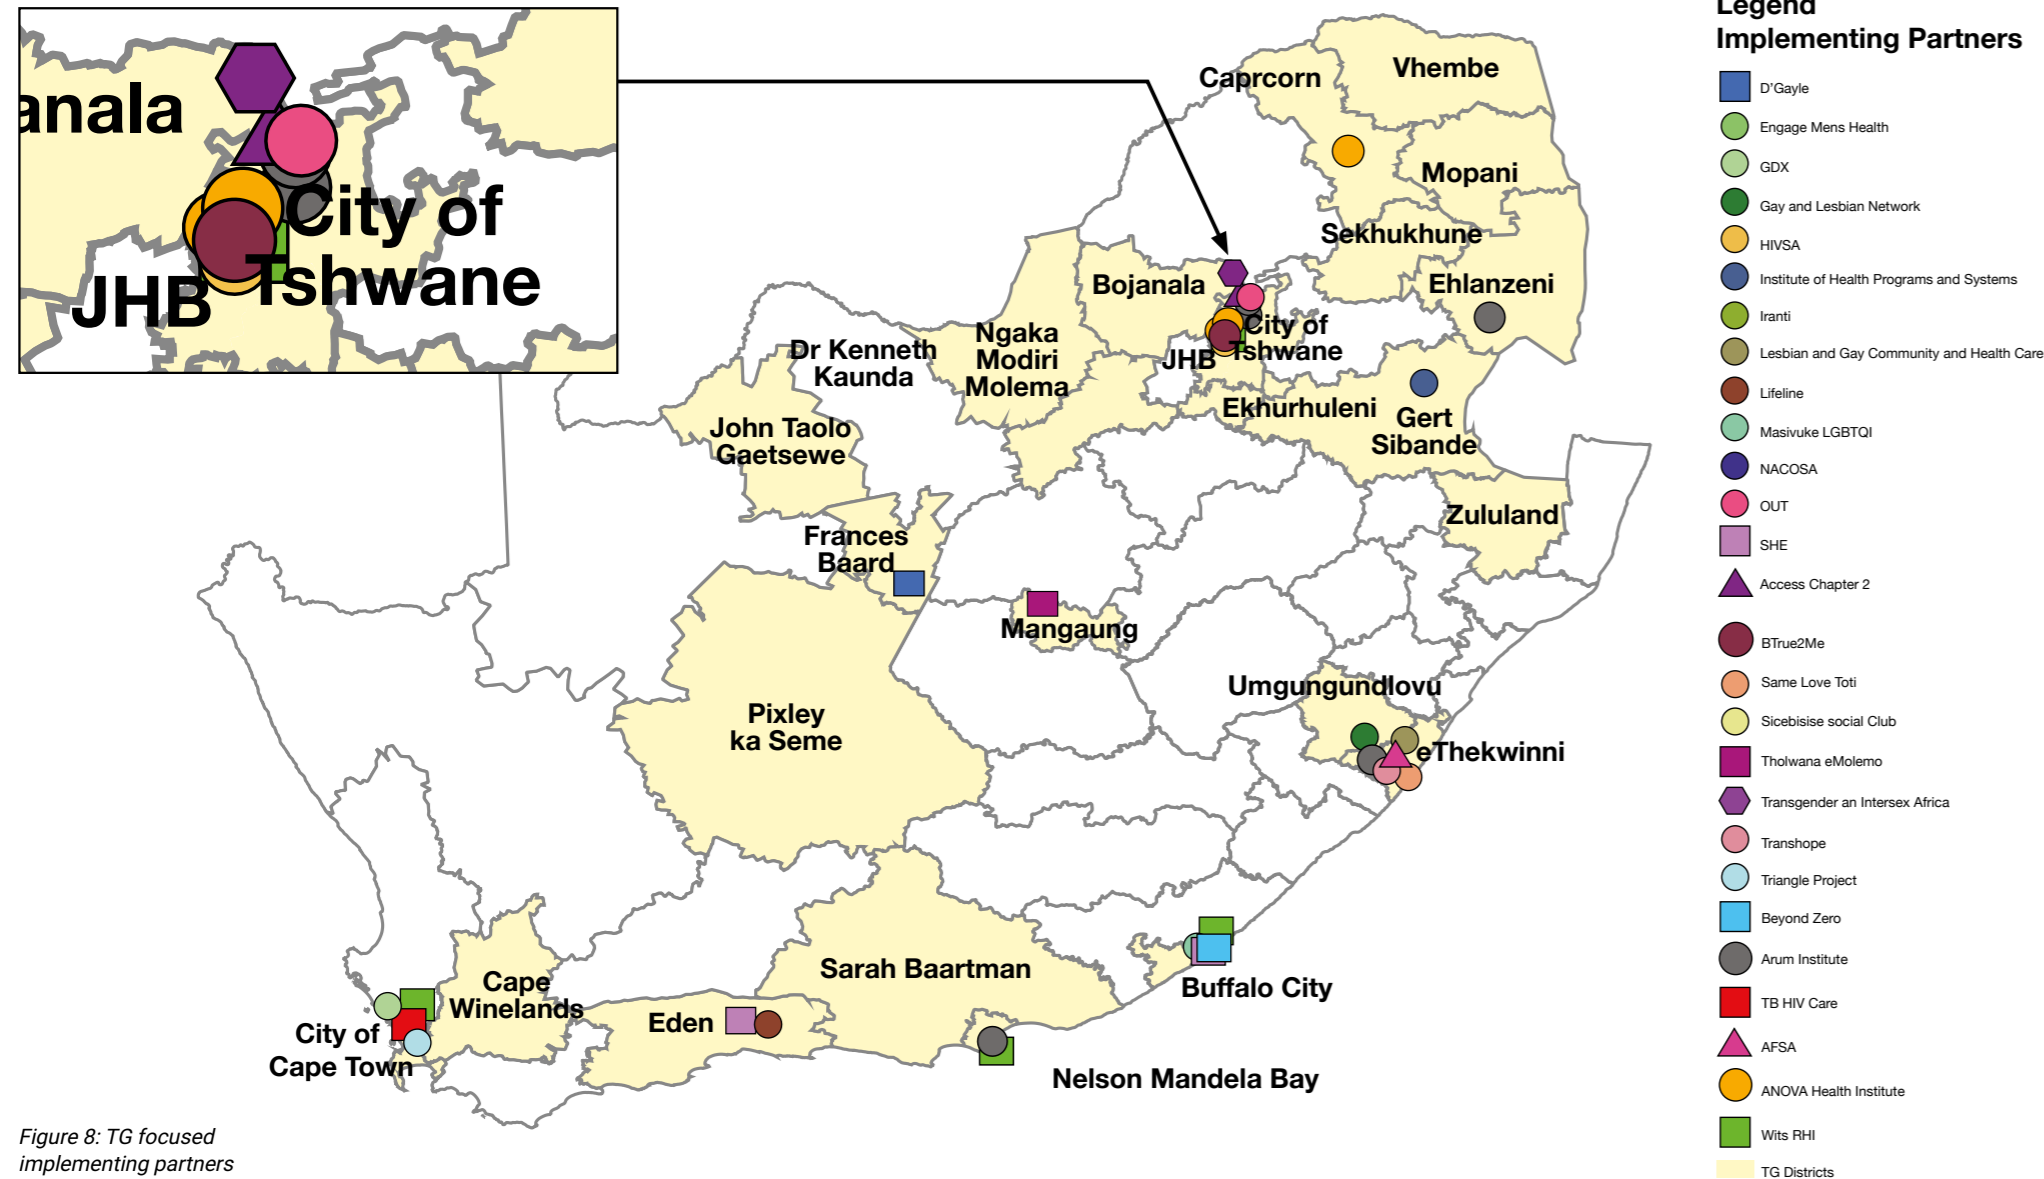 anala
City of
Tshwane
JHB
Caprcorn
Vhembe
Mopani
Sekhukhune
Bojanala
Ehlanzeni
City of
Tshwane
JHB
Ngaka
Modiri
Molema
Dr Kenneth
Kaunda
Ekhurhuleni
Gert
Sibande
John Taolo
Gaetsewe
Zululand
Frances
Baard
Mangaung
Umgungundlovu
Pixley
ka Seme
eThekwinni
Sarah Baartman
Buffalo City
Cape
Winelands
Eden
City of
Cape Town
Nelson Mandela Bay
Figure 8: TG focused
implementing partners
Legend
Implementing Partners
D'Gayle
Engage Mens Health
GDX
Gay and Lesbian Network
HIVSA
Institute of Health Programs and Systems
Iranti
Lesbian and Gay Community and Health Care
Lifeline
Masivuke LGBTQI
NACOSA
OUT
SHE
Access Chapter 2
BTrue2Me
Same Love Toti
Sicebisise social Club
Tholwana eMolemo
Transgender an Intersex Africa
Transhope
Triangle Project
Beyond Zero
Arum Institute
TB HIV Care
AFSA
ANOVA Health Institute
Wits RHI
TG Districts